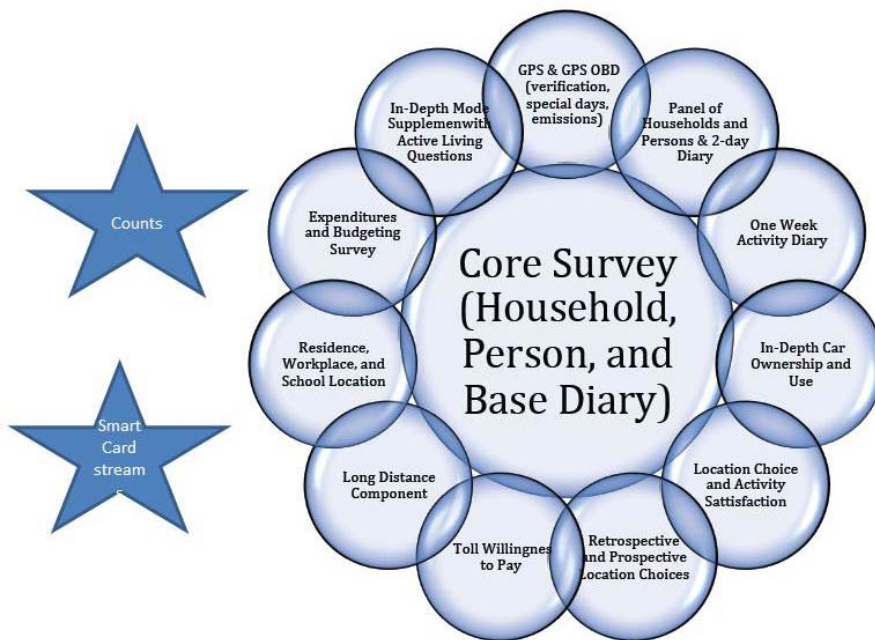 GPS & GPS OBD
(verification,
special days,
emissions)
Panel of
Households and
Persons & 2-day
Diary
One Week
Activity Diary
In-Depth Car
Ownership and
Use
Location Choice
and Activity
Sattisfaction
Retrospective
and Prospective
Location Choices
Toll Willingnes
to Pay
Long Distance
Component
Residence,
Workplace, and
School Location
Expenditures
and Budgeting
Survey
In-Depth Mode
Supplemenwith
Active Living
Questions
Core Survey
(Household,
Person, and
Base Diary)
Counts
Smart
Card
stream